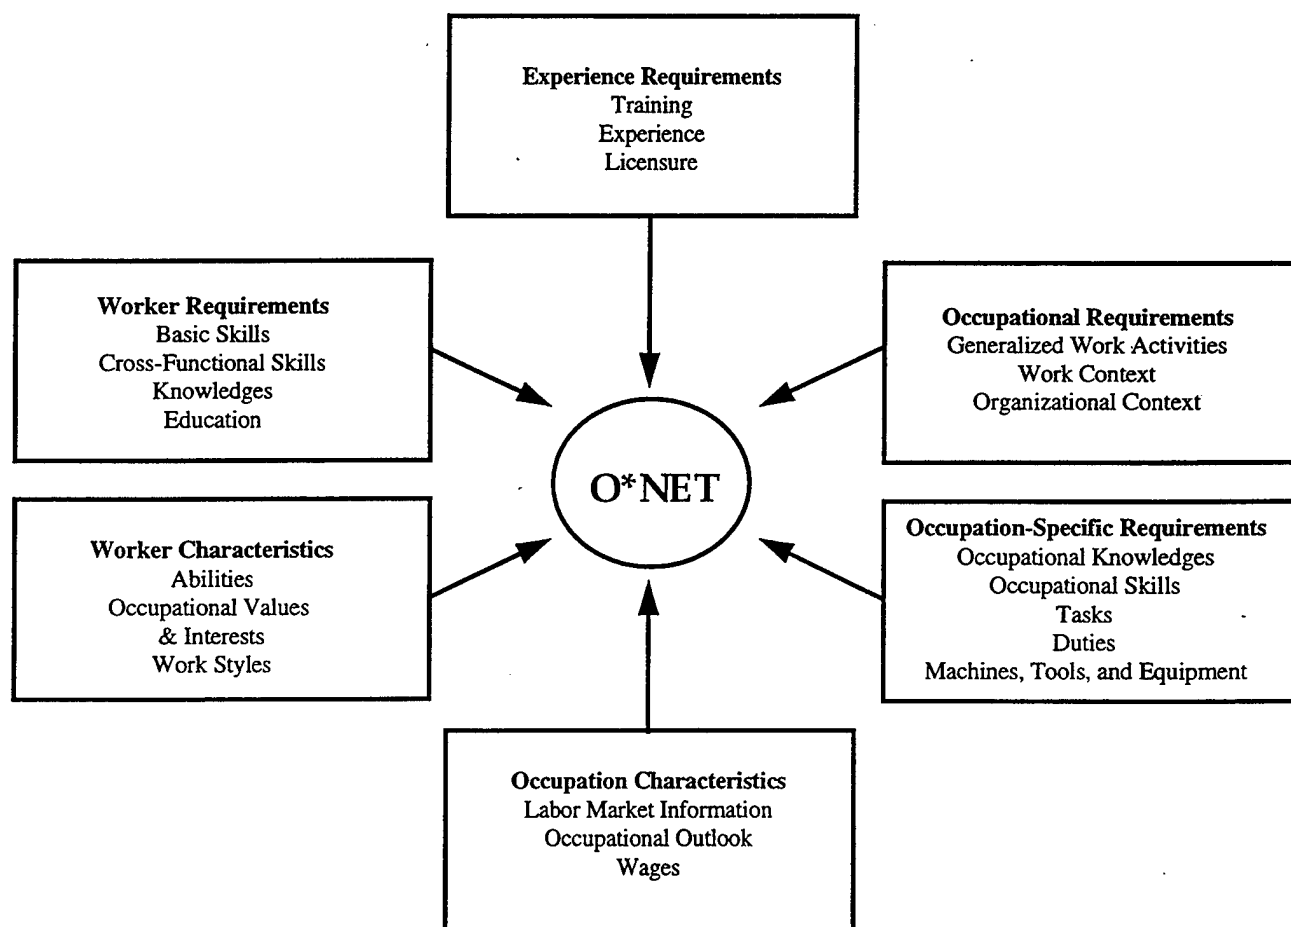 Experience Requirements
Training
Experience
Licensure
Worker Requirements
Basic Skills
Cross-Functional Skills
Knowledges
Education
Occupational Requirements
Generalized Work Activities
Work Context
Organizational Context
O*NET
Worker Characteristics
Abilities
Occupational Values
& Interests
Work Styles
Occupation-Specific Requirements
Occupational Knowledges
Occupational Skills
Tasks
Duties
Machines, Tools, and Equipment
Occupation Characteristics
Labor Market Information
Occupational Outlook
Wages